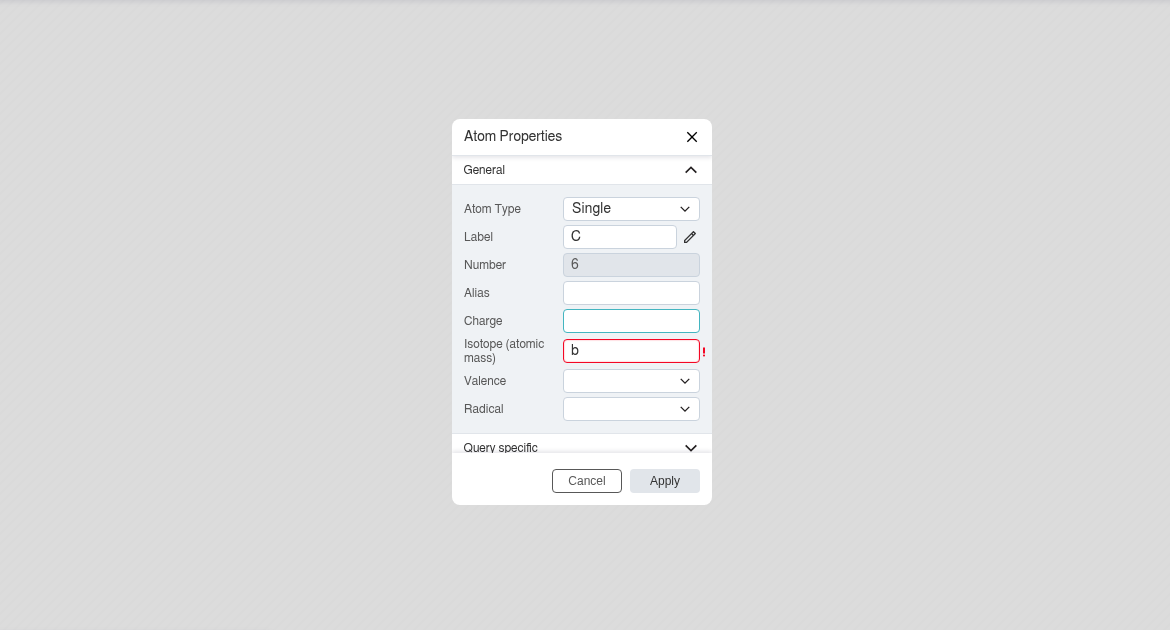 Atom Properties
General
Atom Type Single
Label C
Number 6
Alias
Charge
Isotope (atomic
mass) b !
Valence
Radical
Query specific
Cancel Apply